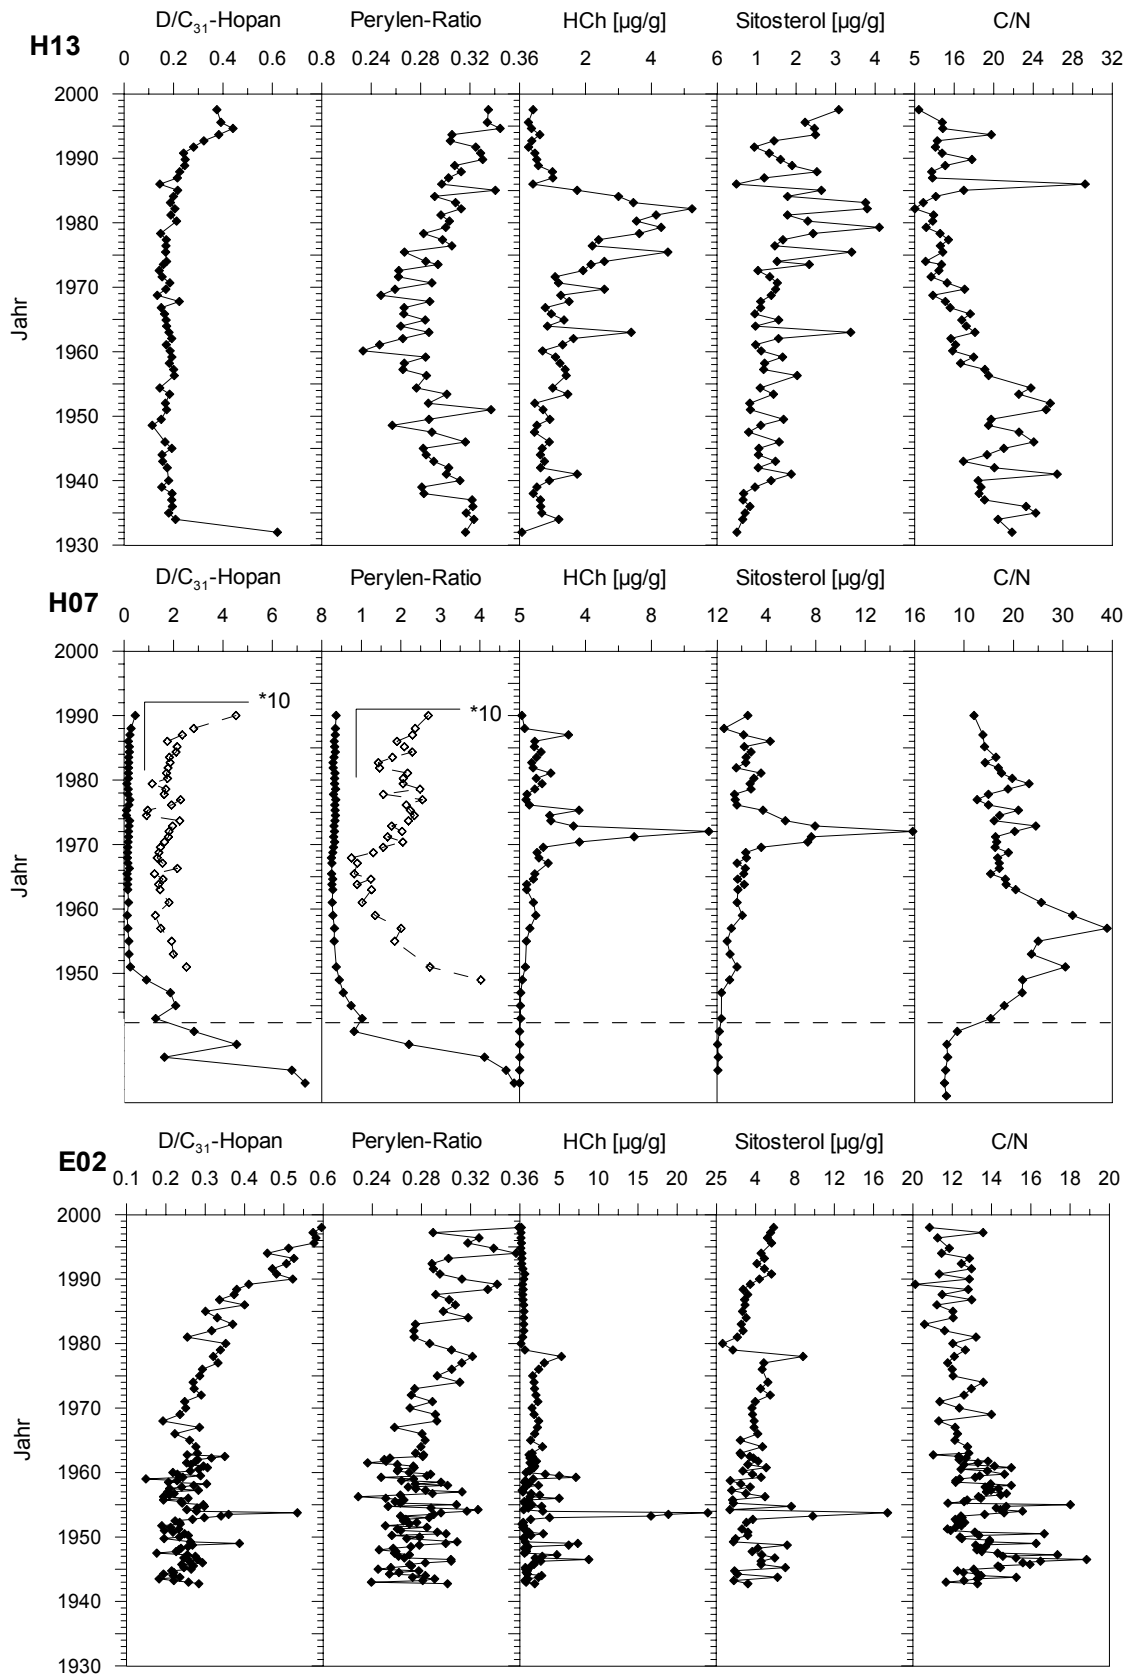 D/C31-Hopan Perylen-Ratio HCh [µg/g] Sitosterol [µg/g] C/N
H13
0 0.2 0.4 0.6 0.8 0.24 0.28 0.32 0.36 0 2 4 6 1 2 3 4 5 16 20 24 28 32
2000
1990
1980
1970
1960
1950
1940
1930
Jahr
D/C31-Hopan Perylen-Ratio HCh [µg/g] Sitosterol [µg/g] C/N
H07
0 2 4 6 8 1 2 3 4 5 4 8 12 4 8 12 16 10 20 30 40
2000
1990
1980
1970
1960
1950
Jahr
*10
*10
D/C31-Hopan Perylen-Ratio HCh [µg/g] Sitosterol [µg/g] C/N
E02
0.1 0.2 0.3 0.4 0.5 0.6 0.24 0.28 0.32 0.36 5 10 15 20 25 4 8 12 16 20 12 14 16 18 20
2000
1990
1980
1970
1960
1950
1940
1930
Jahr